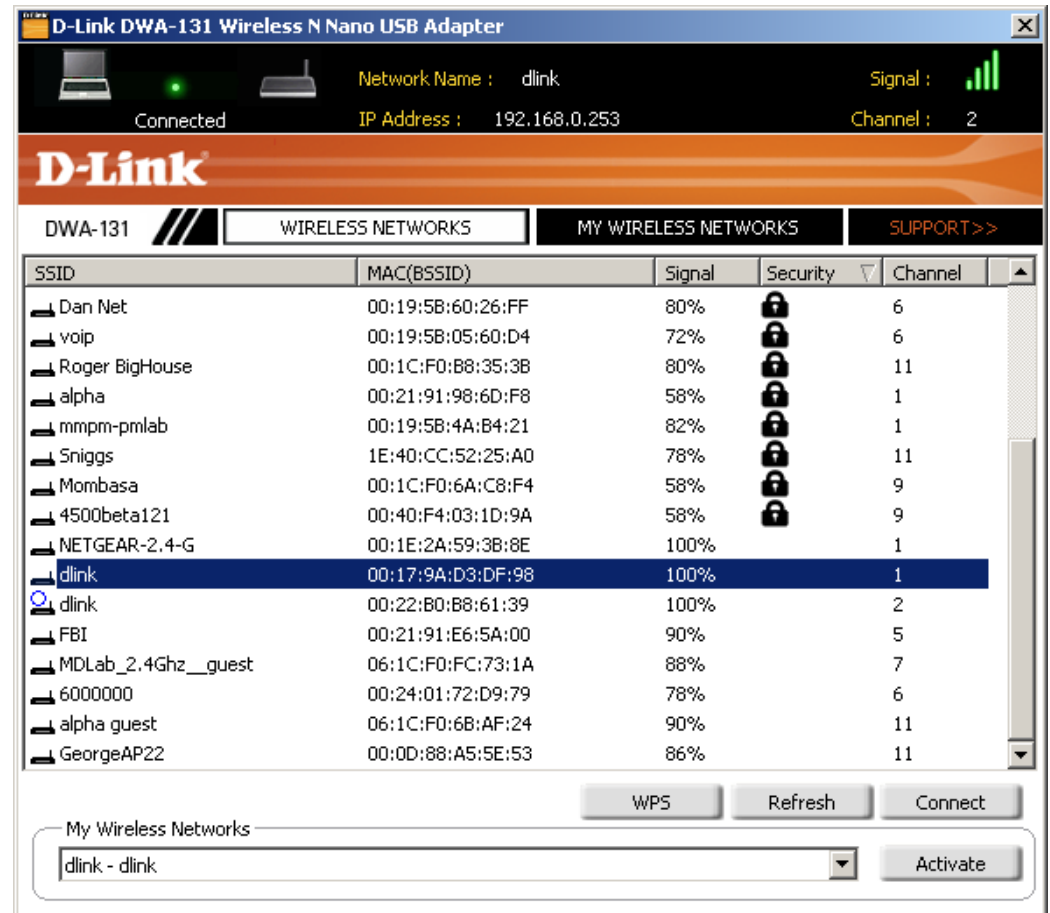 D-Link DWA-131 Wireless N Nano USB Adapter
Network Name : dlink Signal :
Connected IP Address : 192.168.0.253 Channel : 2
D-Link
DWA-131 WIRELESS NETWORKS MY WIRELESS NETWORKS SUPPORT>>
SSID MAC(BSSID) Signal Security Channel
Dan Net 00:19:5B:60:26:FF 80% 6
voip 00:19:5B:05:60:D4 72% 6
Roger BigHouse 00:1C:F0:B8:35:3B 80% 11
alpha 00:21:91:98:6D:F8 58% 1
mmpm-pmlab 00:19:5B:4A:B4:21 82% 1
Sniggs 1E:40:CC:52:25:A0 78% 11
Mombasa 00:1C:F0:6A:C8:F4 58% 9
4500beta121 00:40:F4:03:1D:9A 58% 9
NETGEAR-2.4-G 00:1E:2A:59:3B:8E 100% 1
dlink 00:17:9A:D3:DF:98 100% 1
dlink 00:22:B0:B8:61:39 100% 2
FBI 00:21:91:E6:5A:00 90% 5
MDLab_2.4Ghz__guest 06:1C:F0:FC:73:1A 88% 7
6000000 00:24:01:72:D9:79 78% 6
alpha guest 06:1C:F0:6B:AF:24 90% 11
GeorgeAP22 00:0D:88:A5:5E:53 86% 11
WPS Refresh Connect
My Wireless Networks
dlink - dlink Activate